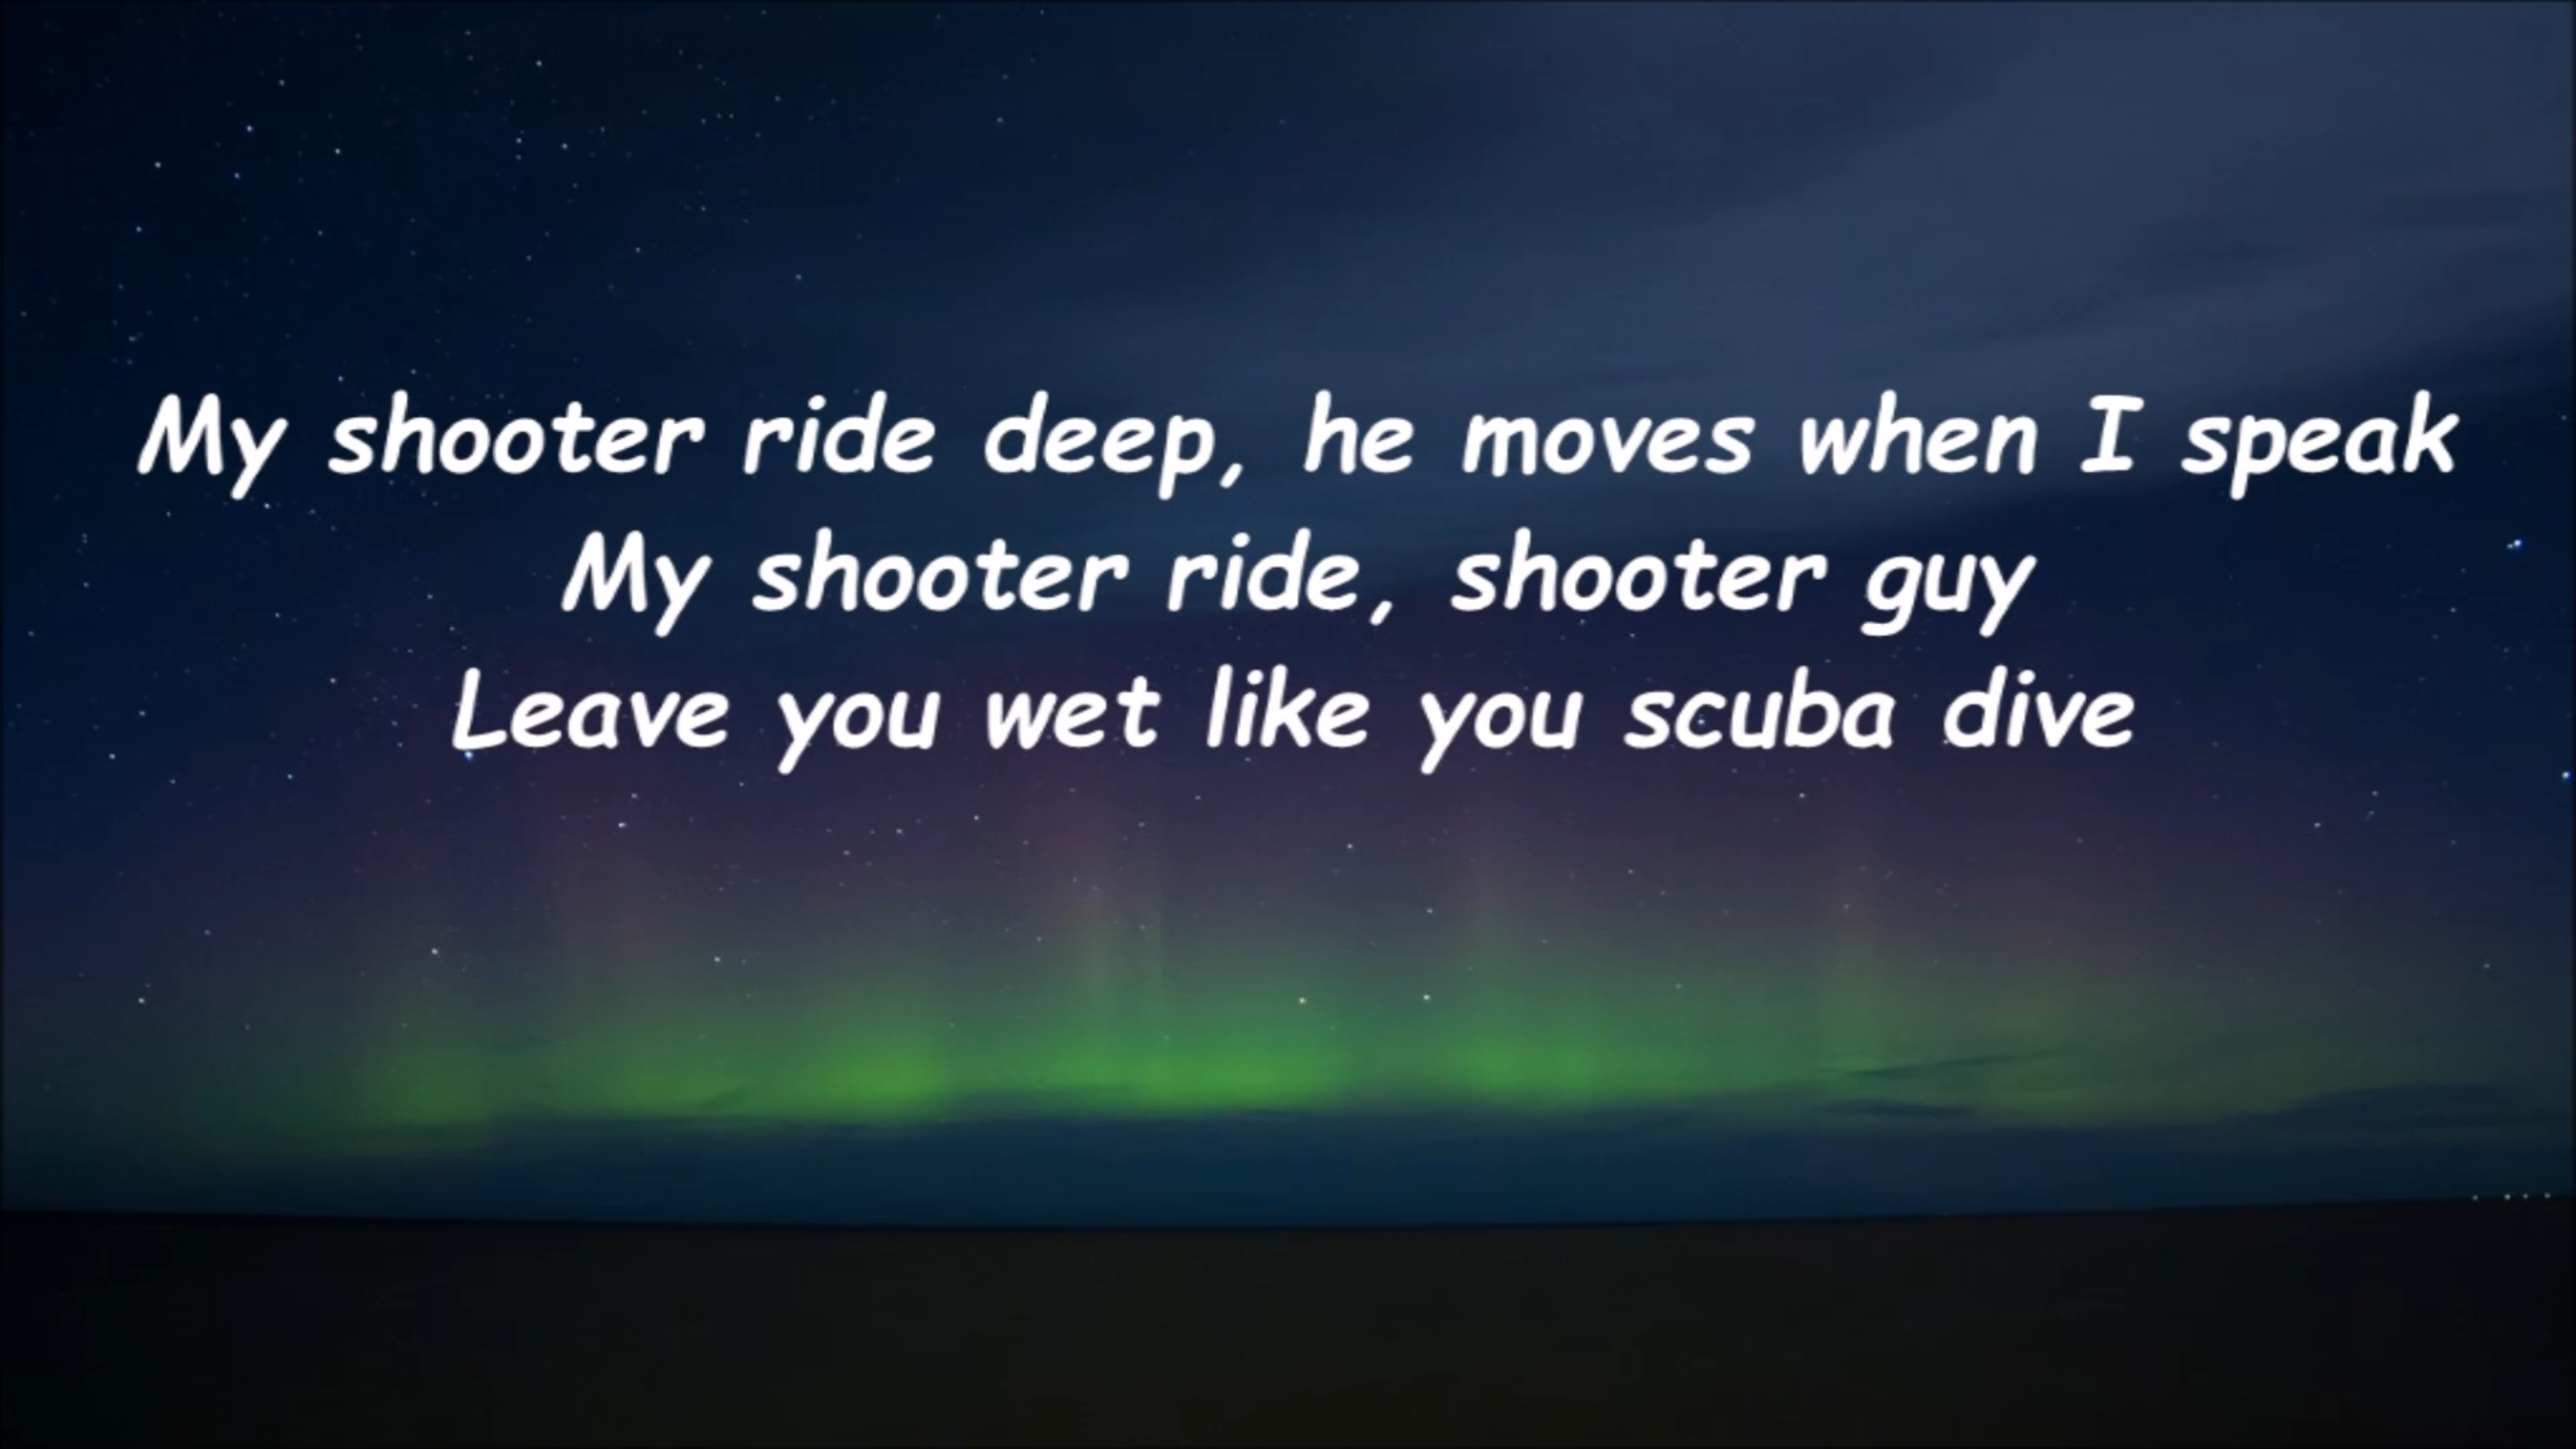 My shooter ride deep, he moves when I speak
My shooter ride, shooter guy
Leave you wet like you scuba dive